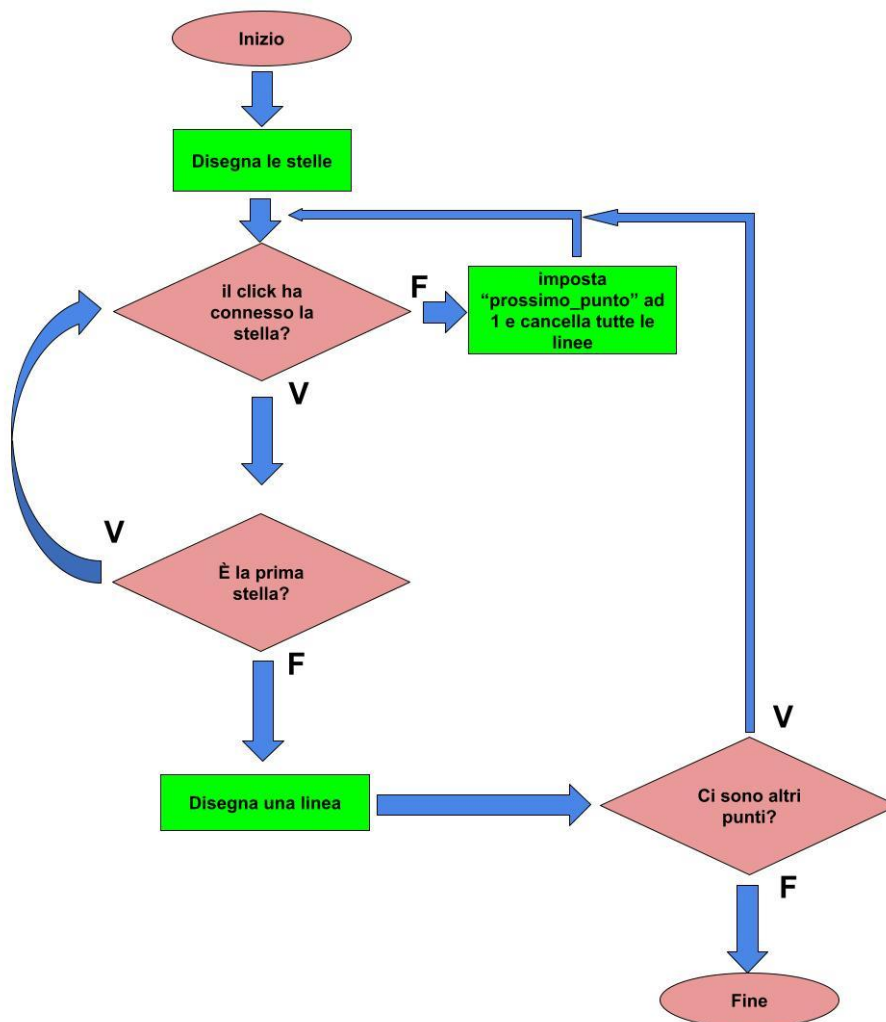 Inizio
Disegna le stelle
il click ha
connesso la
stella?
F
imposta
“prossimo_punto” ad
1 e cancella tutte le
linee
V
V
È la prima
stella?
F
Disegna una linea
V
Ci sono altri
punti?
F
Fine